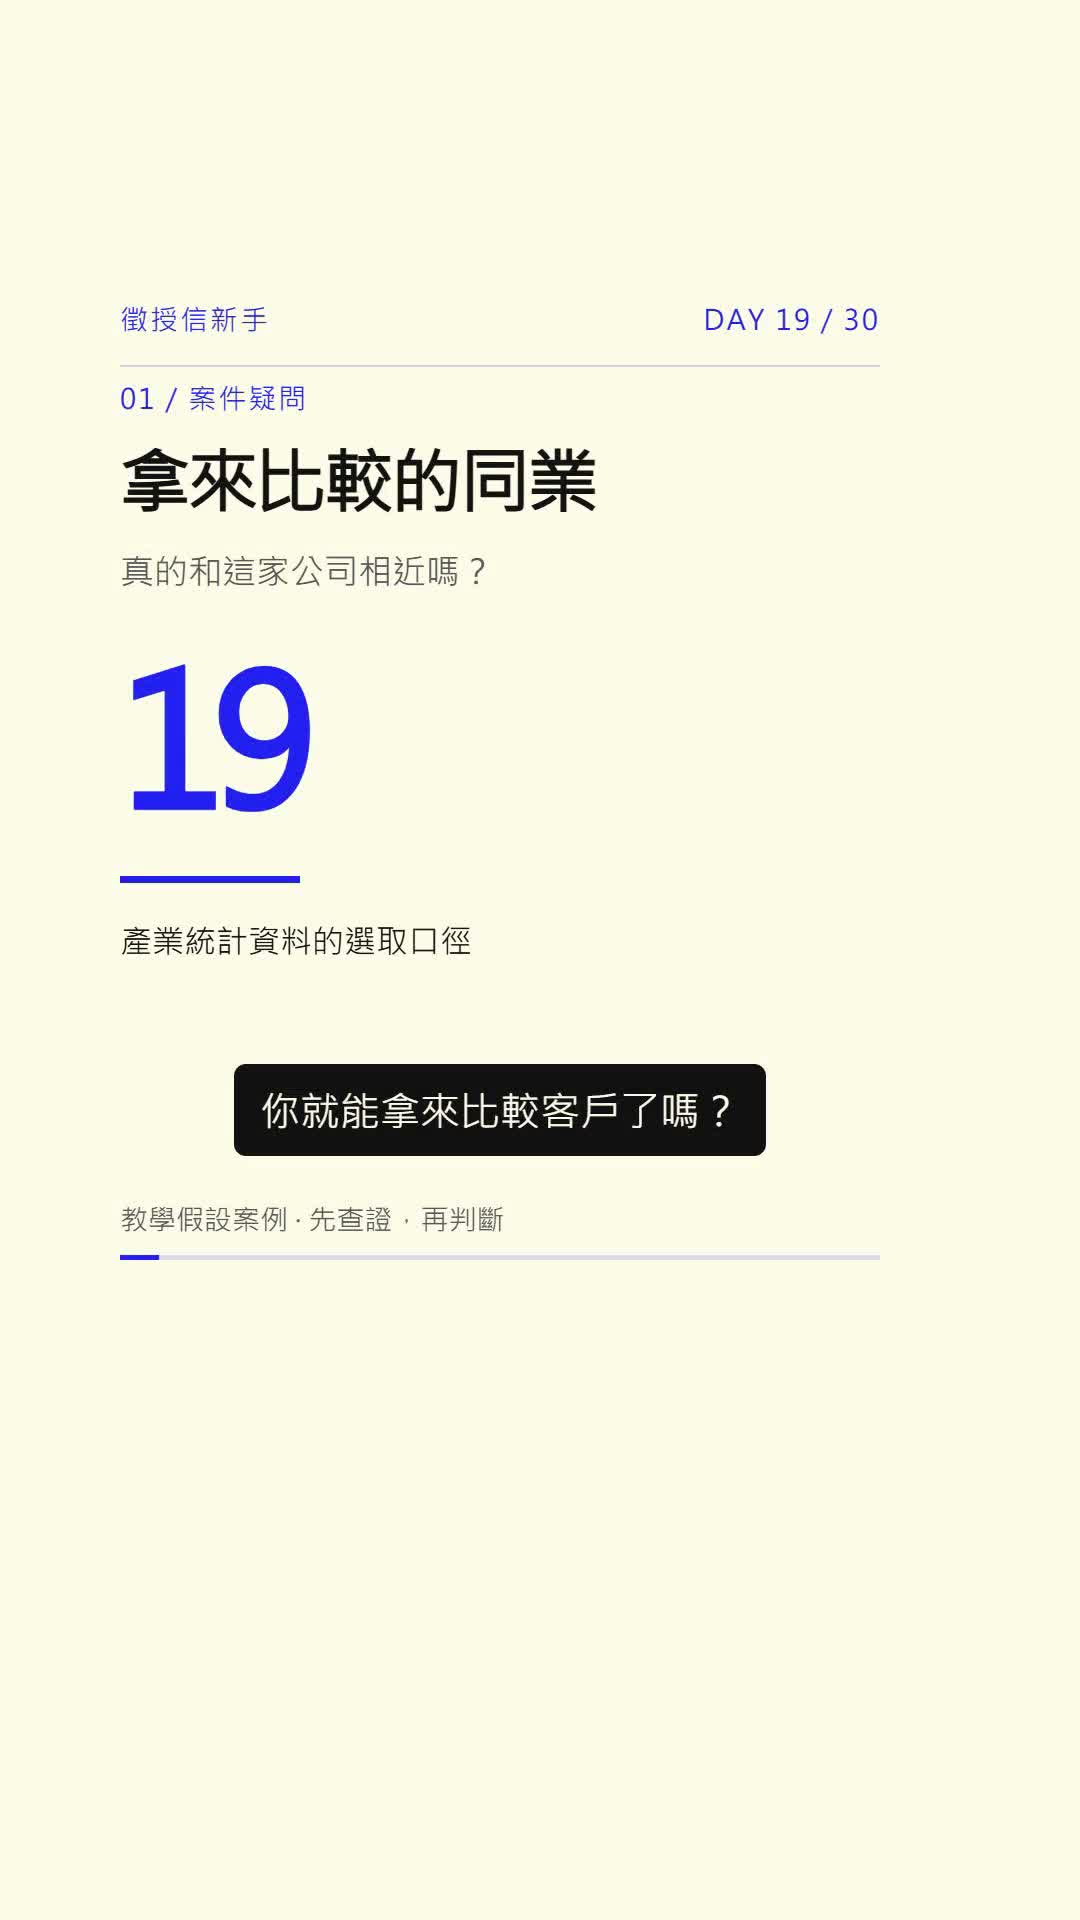 徵授信新手
DAY 19 / 30
01 / 案件疑問
拿來比較的同業
真的和這家公司相近嗎？
19
產業統計資料的選取口徑
你就能拿來比較客戶了嗎？
教學假設案例 · 先查證 · 再判斷